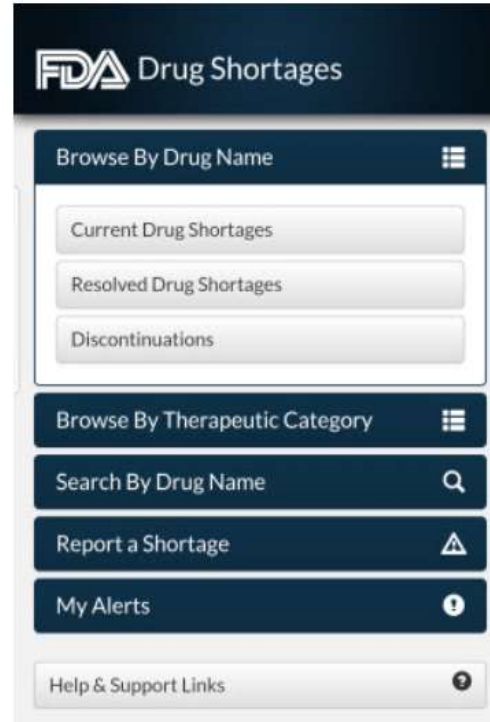 FDA Drug Shortages
Browse By Drug Name
Current Drug Shortages
Resolved Drug Shortages
Discontinuations
Browse By Therapeutic Category
Search By Drug Name
Report a Shortage
My Alerts
Help & Support Links